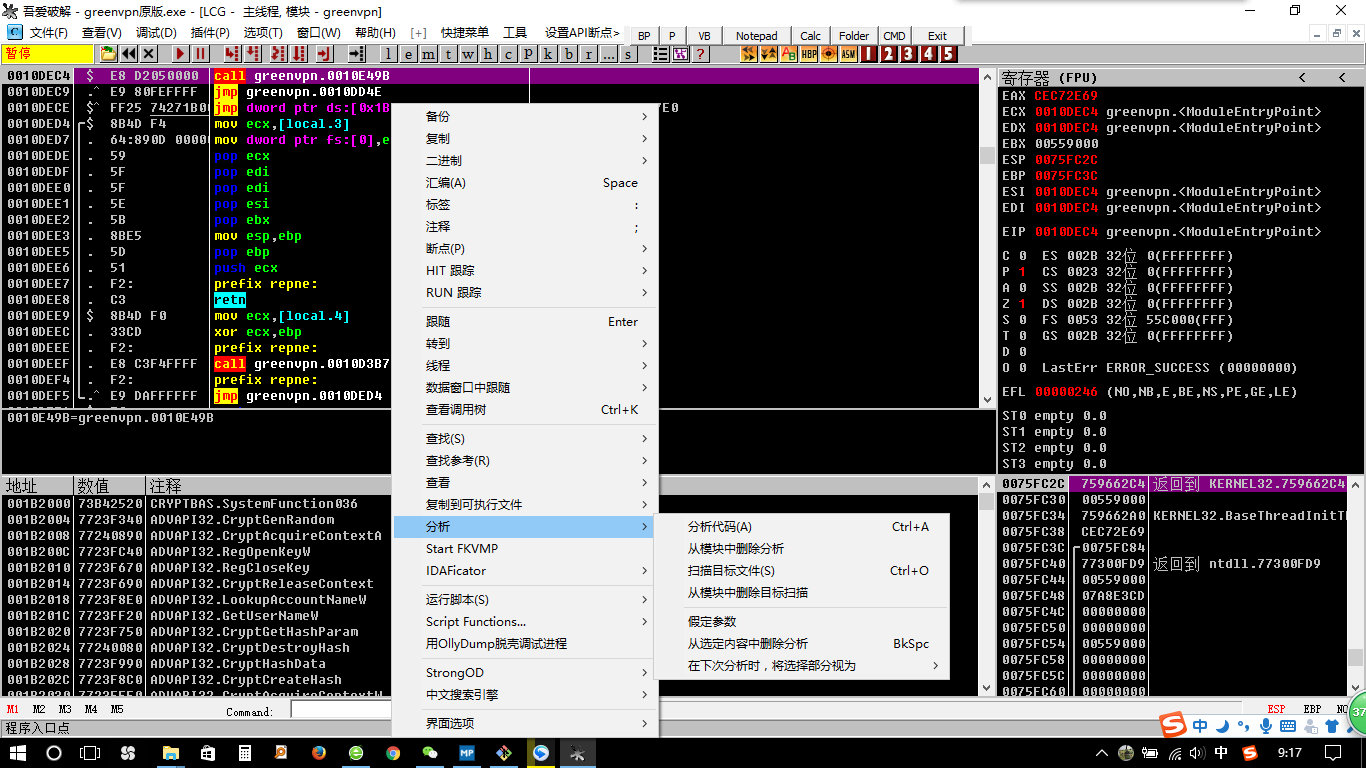 吾爱破解 - greenvpn原版.exe - [LCG - 主线程, 模块 - greenvpn]
文件(F) 查看(V) 调试(D) 插件(P) 选项(T) 窗口(W) 帮助(H) [+] 快捷菜单 工具 设置API断点> BP P VB Notepad Calc Folder CMD Exit
暂停 l e m t w h c p k b r ... s ? HBP ASM 1 2 3 4 5
0010DEC4 $ E8 D2050000 call greenvpn.0010E49B
0010DEC9 .^ E9 80FEFFFF jmp greenvpn.0010DD4E
0010DECE $^ FF25 74271B0 jmp dword ptr ds:[0x1B 7E0
0010DED4 $ 8B4D F4 mov ecx,[local.3]
0010DED7 . 64:890D 0000 mov dword ptr fs:[0],e
0010DEDE . 59 pop ecx
0010DEDF . 5F pop edi
0010DEE0 . 5F pop edi
0010DEE1 . 5E pop esi
0010DEE2 . 5B pop ebx
0010DEE3 . 8BE5 mov esp,ebp
0010DEE5 . 5D pop ebp
0010DEE6 . 51 push ecx
0010DEE7 . F2: prefix repne:
0010DEE8 . C3 retn
0010DEE9 $ 8B4D F0 mov ecx,[local.4]
0010DEEC . 33CD xor ecx,ebp
0010DEEE . F2: prefix repne:
0010DEEF . E8 C3F4FFFF call greenvpn.0010D3B7
0010DEF4 . F2: prefix repne:
0010DEF5 .^ E9 DAFFFFFF jmp greenvpn.0010DED4
0010E49B=greenvpn.0010E49B
备份
复制
二进制
汇编(A) Space
标签 :
注释 ;
断点(P)
HIT 跟踪
RUN 跟踪
跟随 Enter
转到
线程
数据窗口中跟随
查看调用树 Ctrl+K
查找(S)
查找参考(R)
查看
复制到可执行文件
分析
Start FKVMP
IDAFicator
运行脚本(S)
Script Functions...
用OllyDump脱壳调试进程
StrongOD
中文搜索引擎
界面选项
分析代码(A) Ctrl+A
从模块中删除分析
扫描目标文件(S) Ctrl+O
从模块中删除目标扫描
假定参数
从选定内容中删除分析 BkSpc
在下次分析时，将选择部分视为
寄存器 (FPU) < <
EAX CEC72E69
ECX 0010DEC4 greenvpn.<ModuleEntryPoint>
EDX 0010DEC4 greenvpn.<ModuleEntryPoint>
EBX 00559000
ESP 0075FC2C
EBP 0075FC3C
ESI 0010DEC4 greenvpn.<ModuleEntryPoint>
EDI 0010DEC4 greenvpn.<ModuleEntryPoint>
EIP 0010DEC4 greenvpn.<ModuleEntryPoint>
C 0 ES 002B 32位 0(FFFFFFFF)
P 1 CS 0023 32位 0(FFFFFFFF)
A 0 SS 002B 32位 0(FFFFFFFF)
Z 1 DS 002B 32位 0(FFFFFFFF)
S 0 FS 0053 32位 55C000(FFF)
T 0 GS 002B 32位 0(FFFFFFFF)
D 0
O 0 LastErr ERROR_SUCCESS (00000000)
EFL 00000246 (NO,NB,E,BE,NS,PE,GE,LE)
ST0 empty 0.0
ST1 empty 0.0
ST2 empty 0.0
ST3 empty 0.0
地址 数值 注释
001B2000 73B42520 CRYPTBAS.SystemFunction036
001B2004 7723F340 ADVAPI32.CryptGenRandom
001B2008 77240890 ADVAPI32.CryptAcquireContextA
001B200C 7723FC40 ADVAPI32.RegOpenKeyW
001B2010 7723F670 ADVAPI32.RegCloseKey
001B2014 7723F690 ADVAPI32.CryptReleaseContext
001B2018 7723F8E0 ADVAPI32.LookupAccountNameW
001B201C 7723FF20 ADVAPI32.GetUserNameW
001B2020 7723F750 ADVAPI32.CryptGetHashParam
001B2024 77240080 ADVAPI32.CryptDestroyHash
001B2028 7723F990 ADVAPI32.CryptHashData
001B202C 7723F8C0 ADVAPI32.CryptCreateHash
0075FC2C 759662C4 返回到 KERNEL32.759662C4
0075FC30 00559000
0075FC34 759662A0 KERNEL32.BaseThreadInitTh
0075FC38 CEC72E69
0075FC3C 0075FC84
0075FC40 77300FD9 返回到 ntdll.77300FD9
0075FC44 00559000
0075FC48 07A8E3CD
0075FC4C 00000000
0075FC50 00000000
0075FC54 00559000
0075FC58 00000000
0075FC5C 00000000
0075FC60 00000000
M1 M2 M3 M4 M5 Command: ESP EBP
程序入口点
37
中
9:17